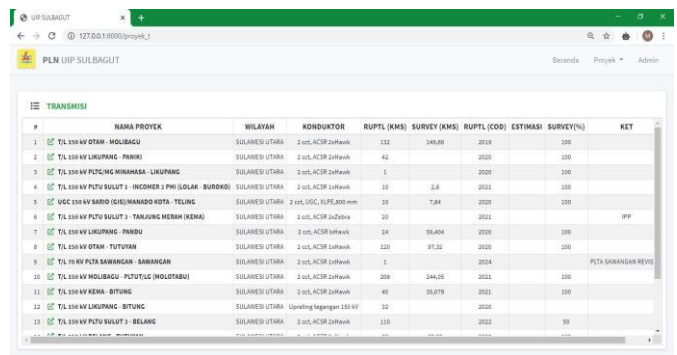 UIP SULBAGUT
127.0.0.1:8000/proyek_t
PLN UIP SULBAGUT Beranda Proyek Admin
TRANSMISI
# NAMA PROYEK WILAYAH KONDUKTOR RUPTL (KMS) SURVEY (KMS) RUPTL (COD) ESTIMASI SURVEY(%) KET
1 T/L 150 kV OTAM - MOLIBAGU SULAWESI UTARA 2 cct, ACSR 2xHawk 132 149,66 2019 100
2 T/L 150 kV LIKUPANG - PANIKI SULAWESI UTARA 2 cct, ACSR 2xHawk 42 2020 100
3 T/L 150 kV PLTG/MG MINAHASA - LIKUPANG SULAWESI UTARA 2 cct, ACSR 2xHawk 1 2020 100
4 T/L 150 kV PLTU SULUT 1 - INCOMER 2 PHI (LOLAK - BUROKO) SULAWESI UTARA 2 cct, ACSR 1xHawk 10 2,8 2021 100
5 UGC 150 kV SARIO (GIS)/MANADO KOTA - TELING SULAWESI UTARA 2 cct, UGC, XLPE,800 mm 10 7,84 2020 100
6 T/L 150 kV PLTU SULUT 3 - TANJUNG MERAH (KEMA) SULAWESI UTARA 2 cct, ACSR 2xZebra 20 2021 IPP
7 T/L 150 kV LIKUPANG - PANDU SULAWESI UTARA 2 cct, ACSR 24 59,404 2020 100
8 T/L 150 kV OTAM - TUTUYAN SULAWESI UTARA 2 cct, ACSR 1xHawk 120 97,32 2020 100
9 T/L 70 KV PLTA SAWANGAN - SAWANGAN SULAWESI UTARA 2 cct, ACSR 1xHawk 1 2024 PLTA SAWANGAN REVIS
10 T/L 150 kV MOLIBAGU - PLTUT/LG (MOLOTABU) SULAWESI UTARA 2 cct, ACSR 2xHawk 208 244,05 2021 100
11 T/L 150 kV KEMA - BITUNG SULAWESI UTARA 2 cct, ACSR 2xHawk 40 2021 100
12 T/L 150 kV LIKUPANG - BITUNG SULAWESI UTARA Uprating tegangan 150 kV 32 2020
13 T/L 150 kV PLTU SULUT 3 - BELANG SULAWESI UTARA 2 cct, ACSR 2xHawk 110 2022 50